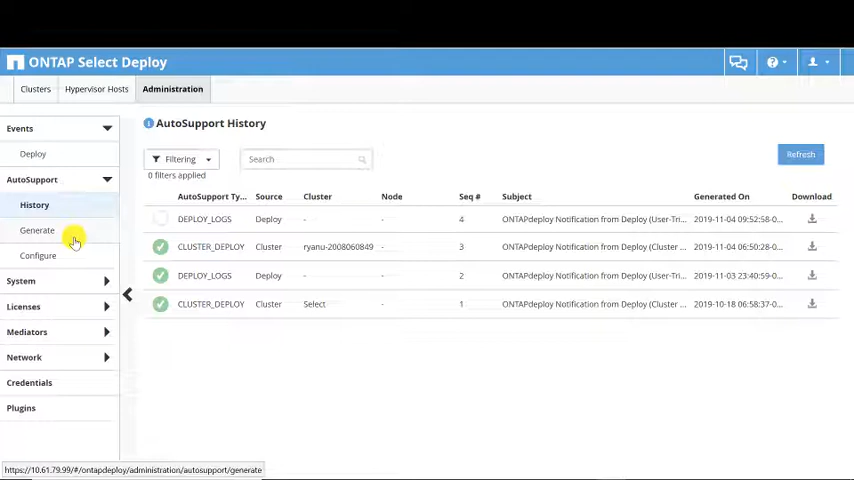 ONTAP Select Deploy
Clusters Hypervisor Hosts Administration
Events
Deploy
AutoSupport
History
Generate
Configure
System
Licenses
Mediators
Network
Credentials
Plugins
AutoSupport History
Filtering Search Refresh
0 filters applied
AutoSupport Ty... Source Cluster Node Seq # Subject Generated On Download
DEPLOY_LOGS Deploy - - 4 ONTAPdeploy Notification from Deploy (User-Tri... 2019-11-04 09:52:58-0...
CLUSTER_DEPLOY Cluster ryanu-2008060849 - 3 ONTAPdeploy Notification from Deploy (Cluster ... 2019-11-04 06:50:28-0...
DEPLOY_LOGS Deploy - - 2 ONTAPdeploy Notification from Deploy (User-Tri... 2019-11-03 23:40:59-0...
CLUSTER_DEPLOY Cluster Select - 1 ONTAPdeploy Notification from Deploy (Cluster ... 2019-10-18 06:58:37-0...
https://10.61.79.99/#/ontapdeploy/administration/autosupport/generate